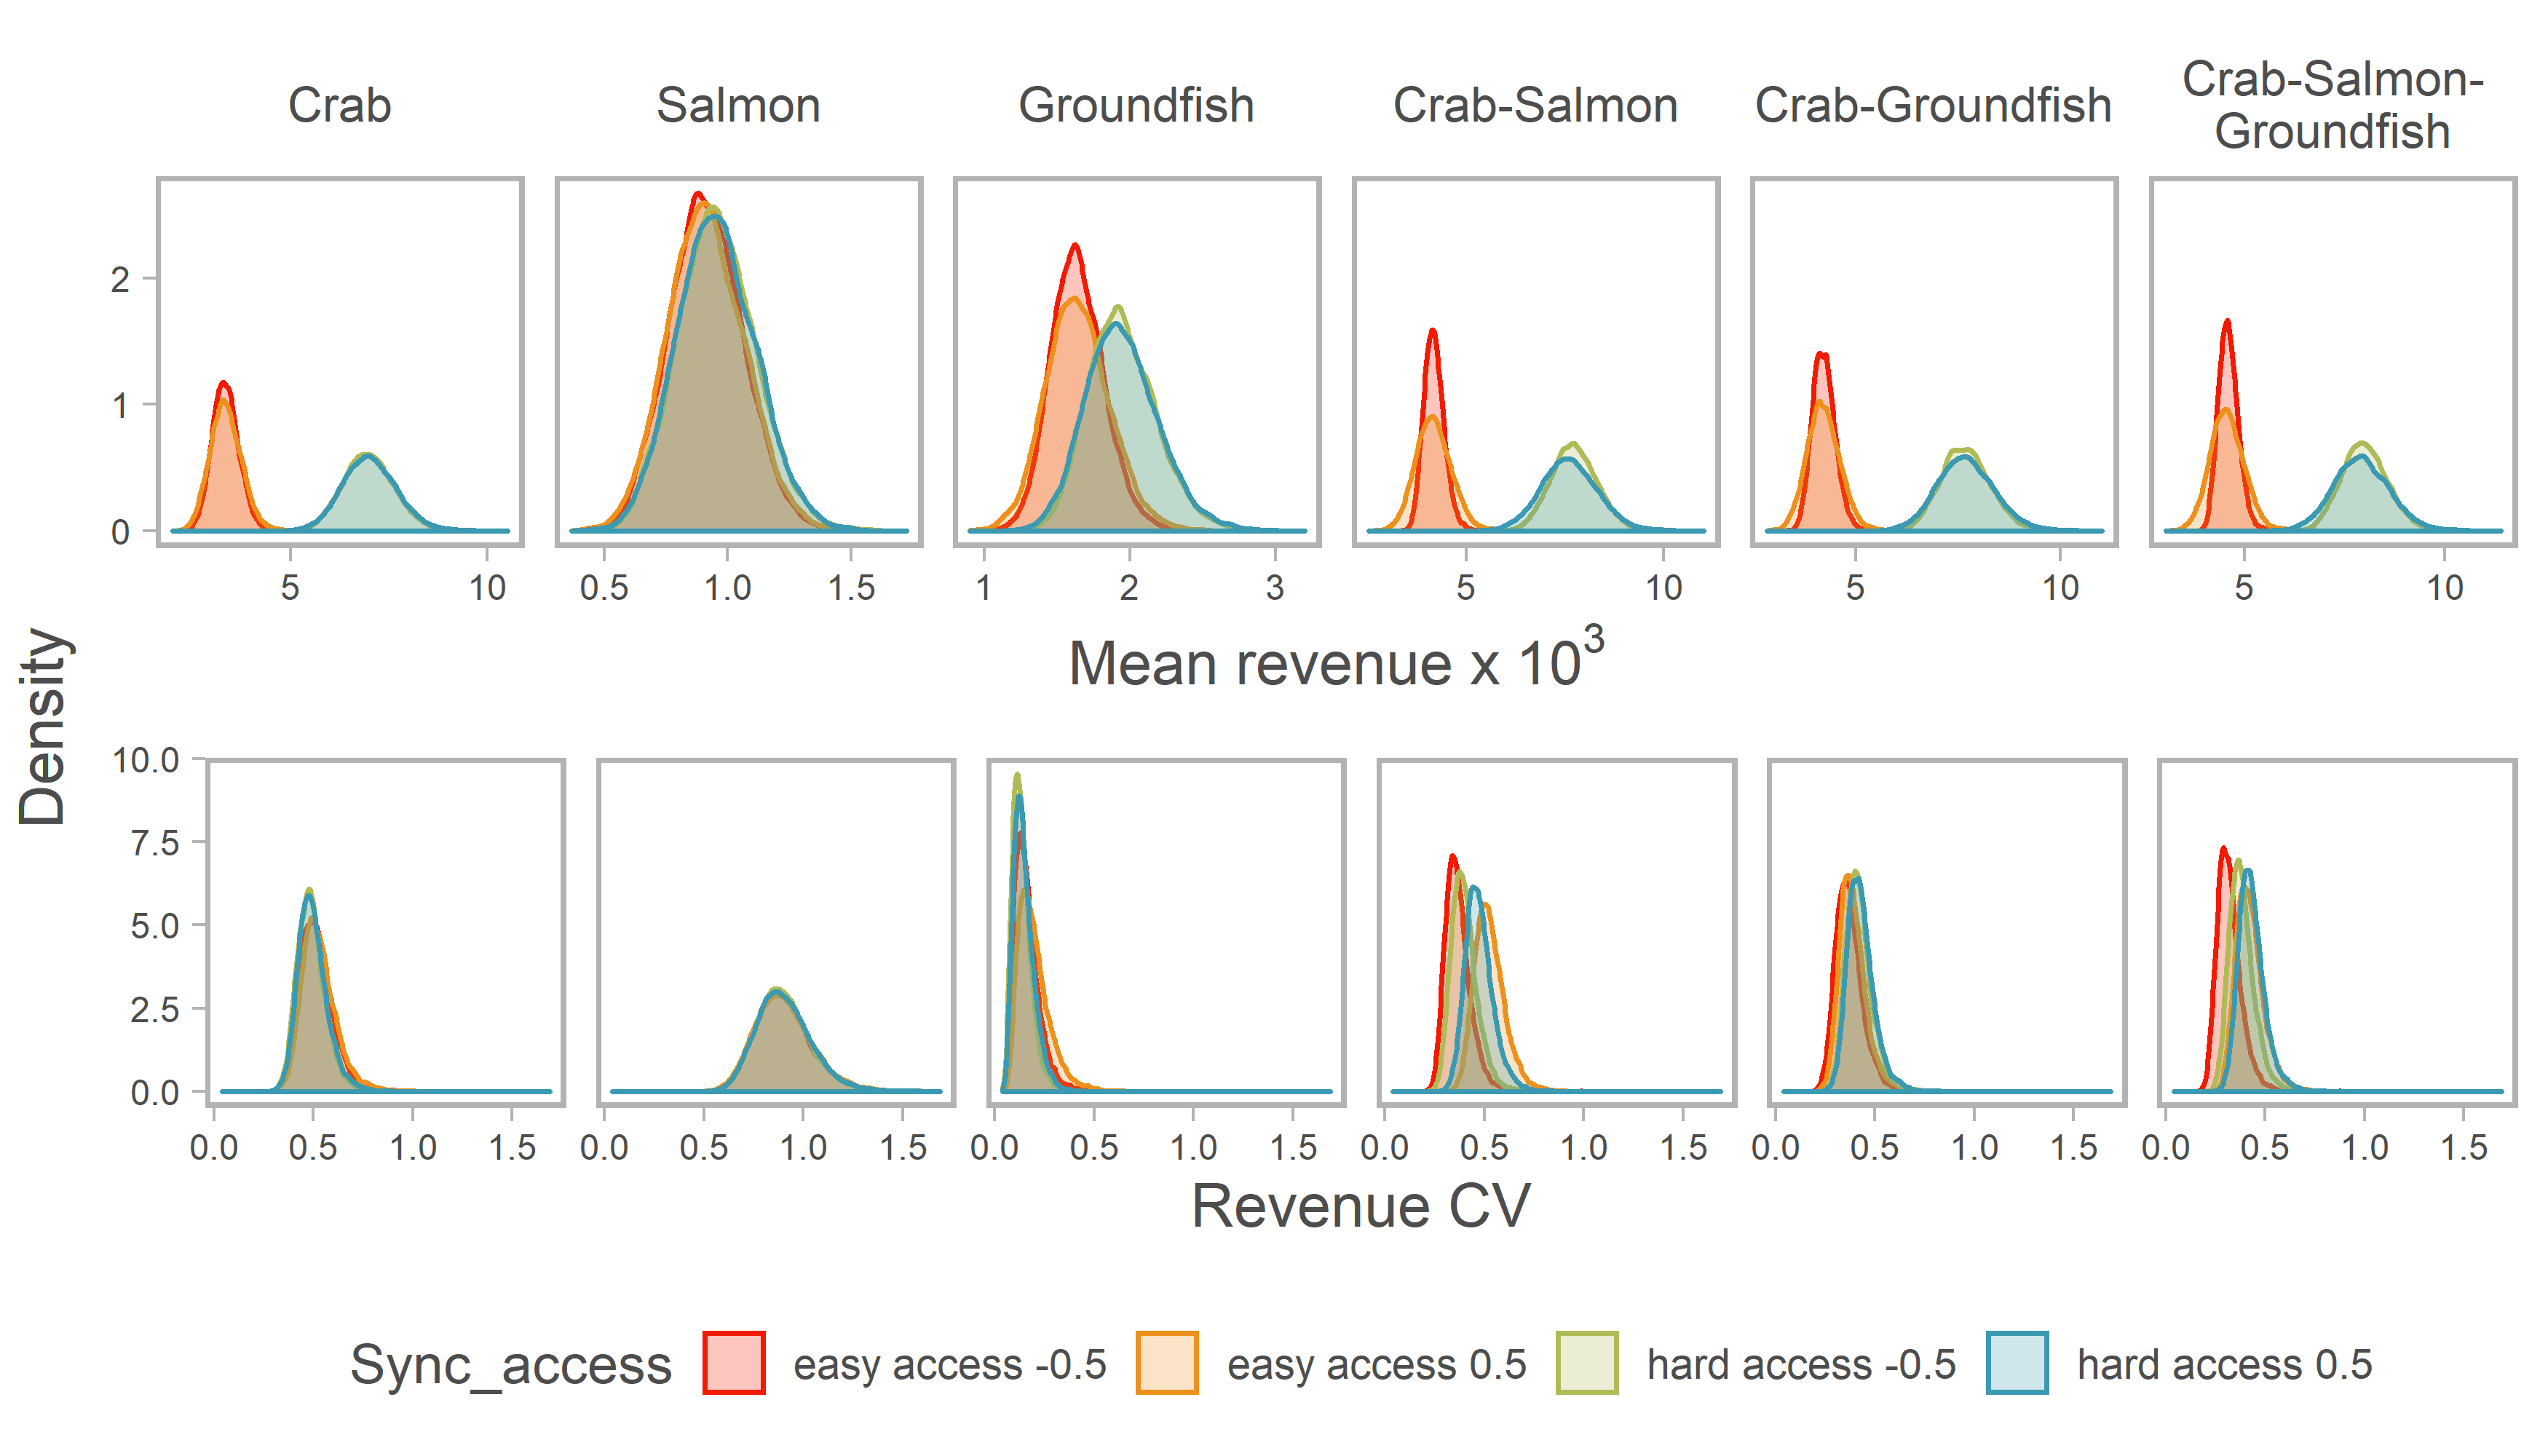 Crab Salmon Groundfish Crab-Salmon Crab-Groundfish Crab-Salmon-
Groundfish
2
1
0
5 10 0.5 1.0 1.5 1 2 3 5 10 5 10 5 10
Mean revenue x 10³
Density
10.0
7.5
5.0
2.5
0.0
0.0 0.5 1.0 1.5 0.0 0.5 1.0 1.5 0.0 0.5 1.0 1.5 0.0 0.5 1.0 1.5 0.0 0.5 1.0 1.5 0.0 0.5 1.0 1.5
Revenue CV
Sync_access easy access -0.5 easy access 0.5 hard access -0.5 hard access 0.5